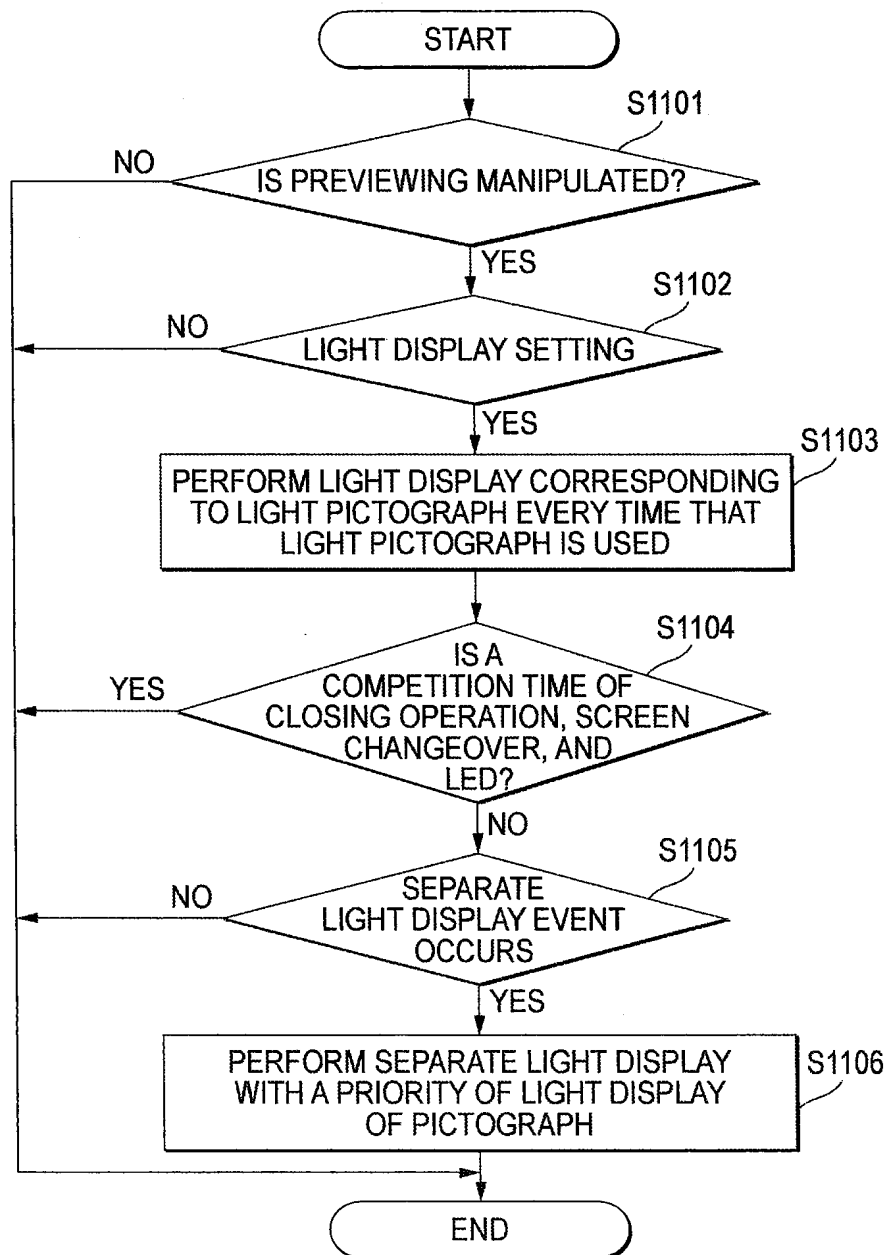 START
S1101
NO
IS PREVIEWING MANIPULATED?
YES
S1102
NO
LIGHT DISPLAY SETTING
YES
S1103
PERFORM LIGHT DISPLAY CORRESPONDING
TO LIGHT PICTOGRAPH EVERY TIME THAT
LIGHT PICTOGRAPH IS USED
S1104
IS A
YES
COMPETITION TIME OF
CLOSING OPERATION, SCREEN
CHANGEOVER, AND
LED?
NO
S1105
NO
SEPARATE
LIGHT DISPLAY EVENT
OCCURS
YES
PERFORM SEPARATE LIGHT DISPLAY
WITH A PRIORITY OF LIGHT DISPLAY
OF PICTOGRAPH
S1106
END